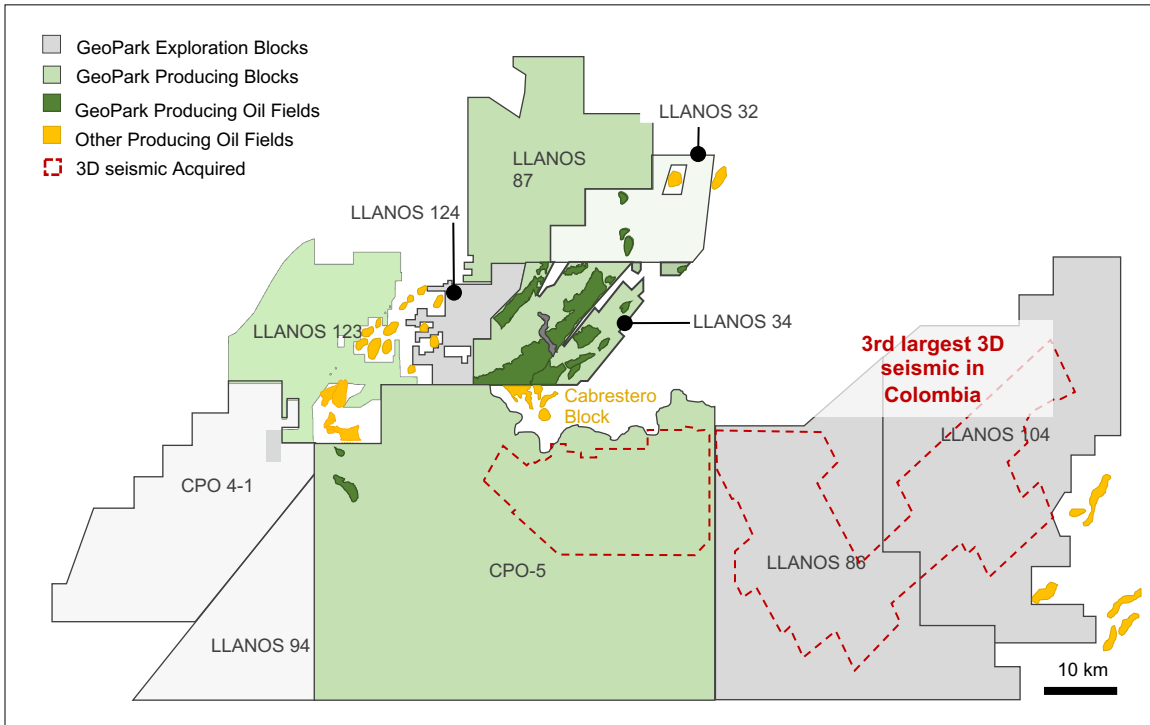 GeoPark Exploration Blocks
GeoPark Producing Blocks
GeoPark Producing Oil Fields
Other Producing Oil Fields
3D seismic Acquired
LLANOS 32
LLANOS
87
LLANOS 124
LLANOS 123
LLANOS 34
3rd largest 3D
seismic in
Colombia
Cabrestero
Block
LLANOS 104
CPO 4-1
CPO-5
LLANOS 86
LLANOS 94
10 km